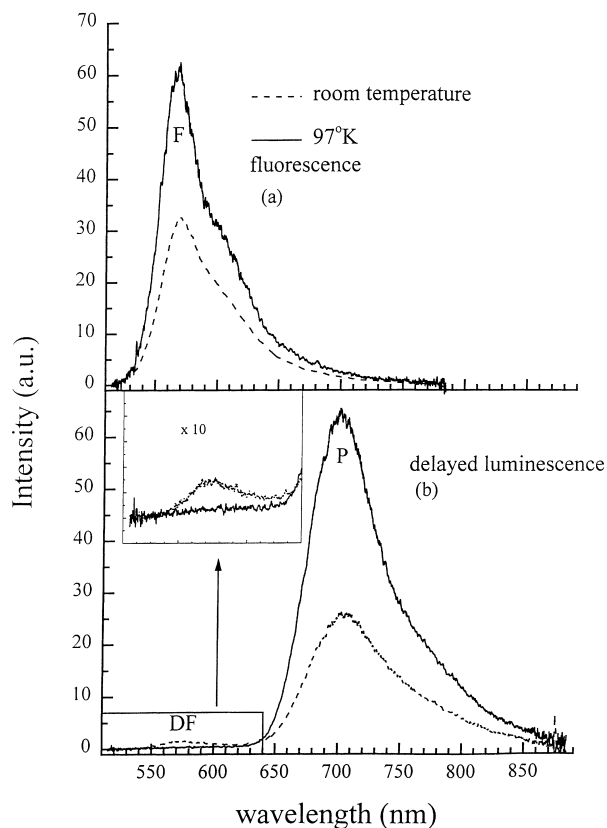 70
60
50
40
30
20
10
0
F
room temperature
97°K
fluorescence
(a)
Intensity (a.u.)
60
50
40
30
20
10
0
x 10
P
delayed luminescence
(b)
DF
550 600 650 700 750 800 850
wavelength (nm)